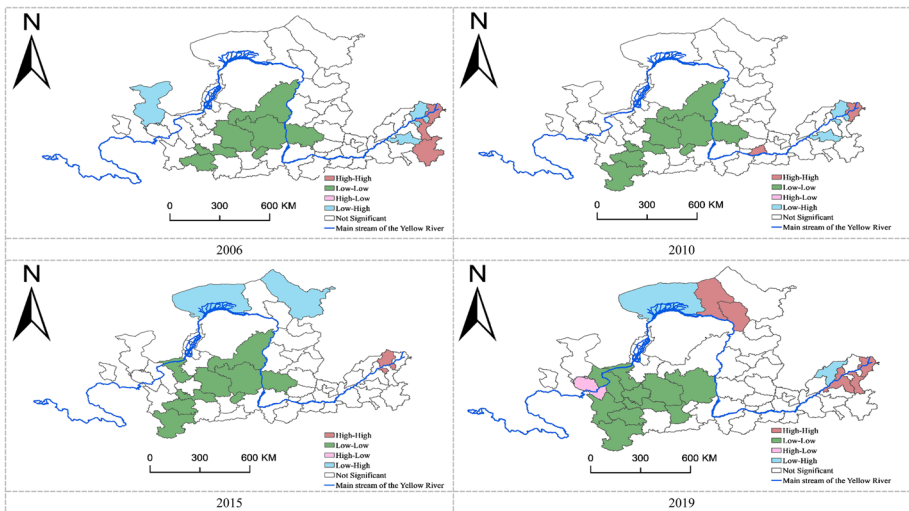 N
High-High
Low-Low
High-Low
Low-High
Not Significant
Main stream of the Yellow River
0 300 600 KM
2006
N
High-High
Low-Low
High-Low
Low-High
Not Significant
Main stream of the Yellow River
0 300 600 KM
2010
N
High-High
Low-Low
High-Low
Low-High
Not Significant
Main stream of the Yellow River
0 300 600 KM
2015
N
High-High
Low-Low
High-Low
Low-High
Not Significant
Main stream of the Yellow River
0 300 600 KM
2019